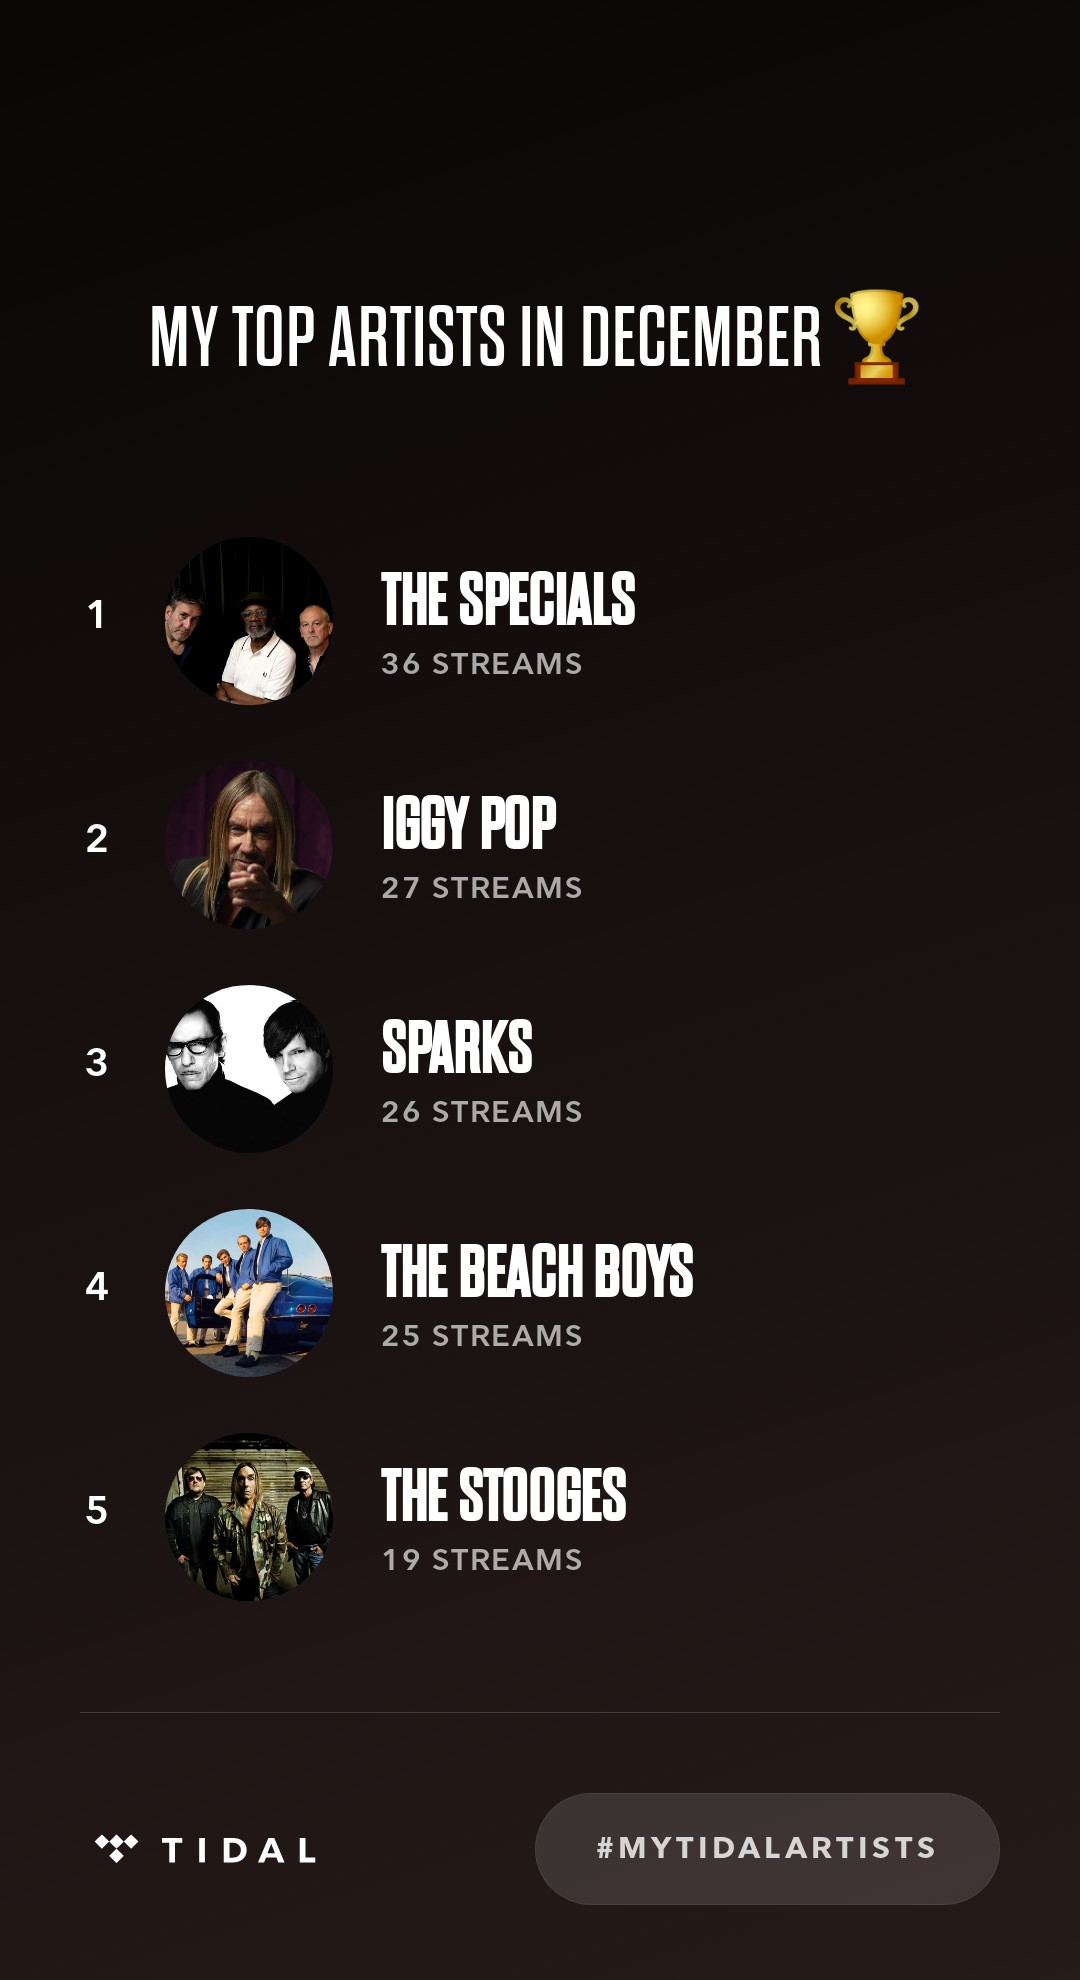 MY TOP ARTISTS IN DECEMBER 🏆
1
THE SPECIALS
36 STREAMS
2
IGGY POP
27 STREAMS
3
SPARKS
26 STREAMS
4
THE BEACH BOYS
25 STREAMS
5
THE STOOGES
19 STREAMS
TIDAL
#MYTIDALARTISTS